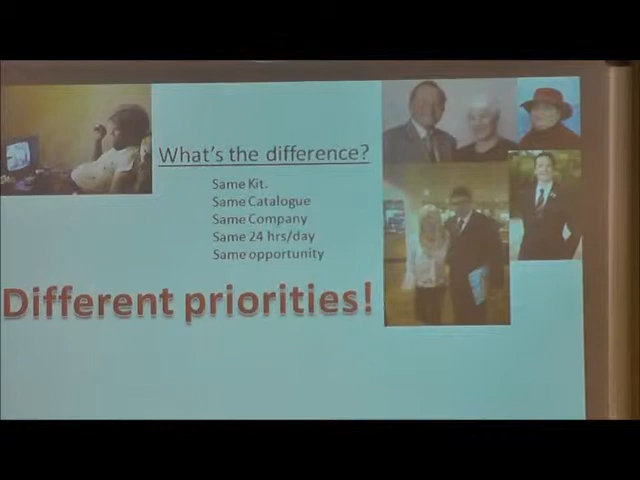 What's the difference?
Same Kit.
Same Catalogue
Same Company
Same 24 hrs/day
Same opportunity
Different priorities!